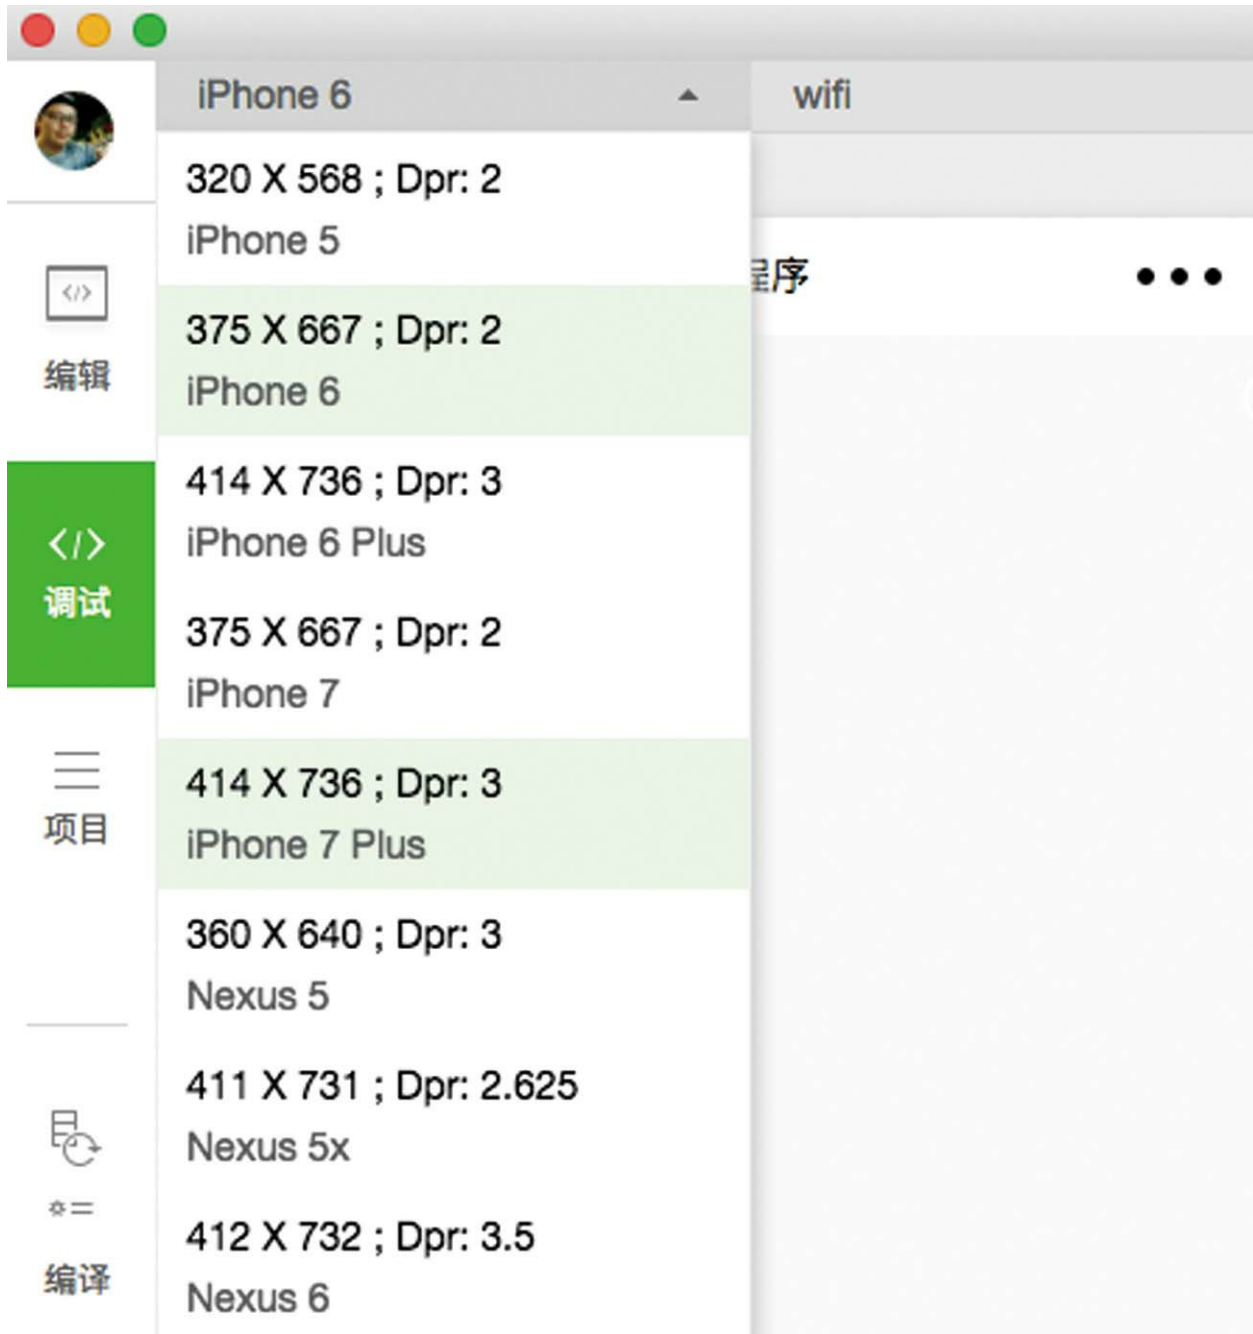 iPhone 6
wifi
320 X 568 ; Dpr: 2
iPhone 5
375 X 667 ; Dpr: 2
iPhone 6
414 X 736 ; Dpr: 3
iPhone 6 Plus
375 X 667 ; Dpr: 2
iPhone 7
414 X 736 ; Dpr: 3
iPhone 7 Plus
360 X 640 ; Dpr: 3
Nexus 5
411 X 731 ; Dpr: 2.625
Nexus 5x
412 X 732 ; Dpr: 3.5
Nexus 6
程序
编辑
</>
调试
项目
编译